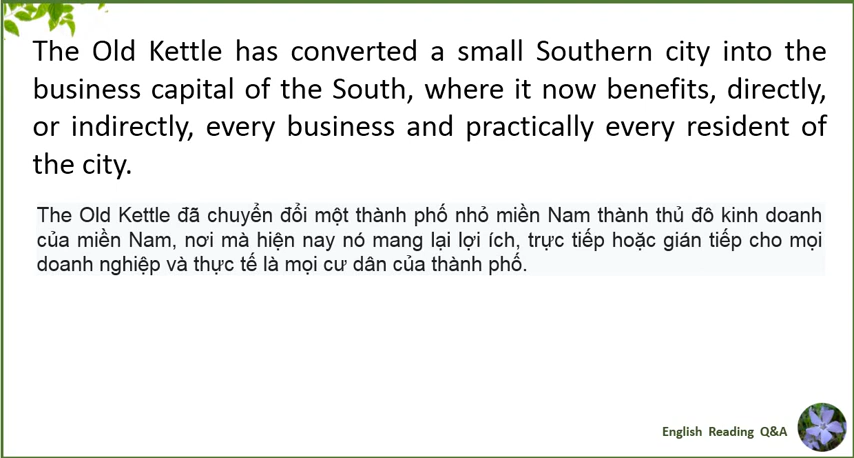 The Old Kettle has converted a small Southern city into the
business capital of the South, where it now benefits, directly,
or indirectly, every business and practically every resident of
the city.
The Old Kettle đã chuyển đổi một thành phố nhỏ miền Nam thành thủ đô kinh doanh
của miền Nam, nơi mà hiện nay nó mang lại lợi ích, trực tiếp hoặc gián tiếp cho mọi
doanh nghiệp và thực tế là mọi cư dân của thành phố.
English Reading Q&A